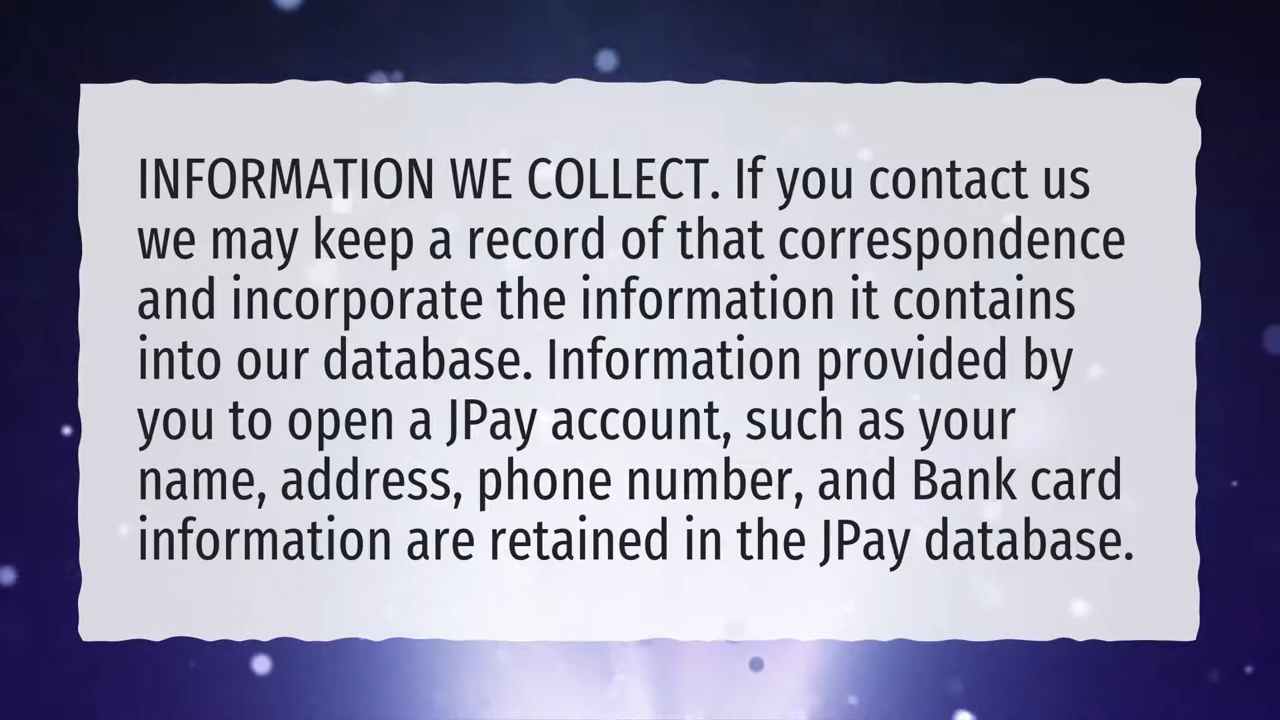 INFORMATION WE COLLECT. If you contact us
we may keep a record of that correspondence
and incorporate the information it contains
into our database. Information provided by
you to open a JPay account, such as your
name, address, phone number, and Bank card
information are retained in the JPay database.